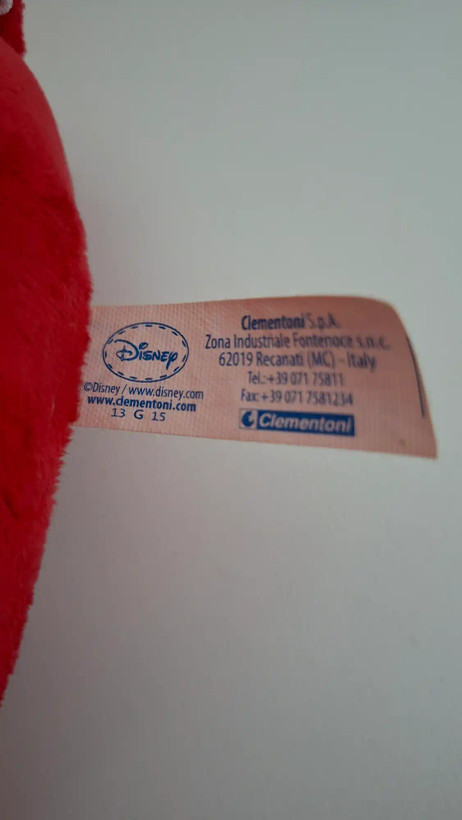 Disney
©Disney / www.disney.com
www.clementoni.com
13 G 15
Clementoni S.p.A.
Zona Industriale Fontenoce s.n.c.
62019 Recanati (MC) - Italy
Tel.:+39 071 75811
Fax:+39 071 7581234
Clementoni